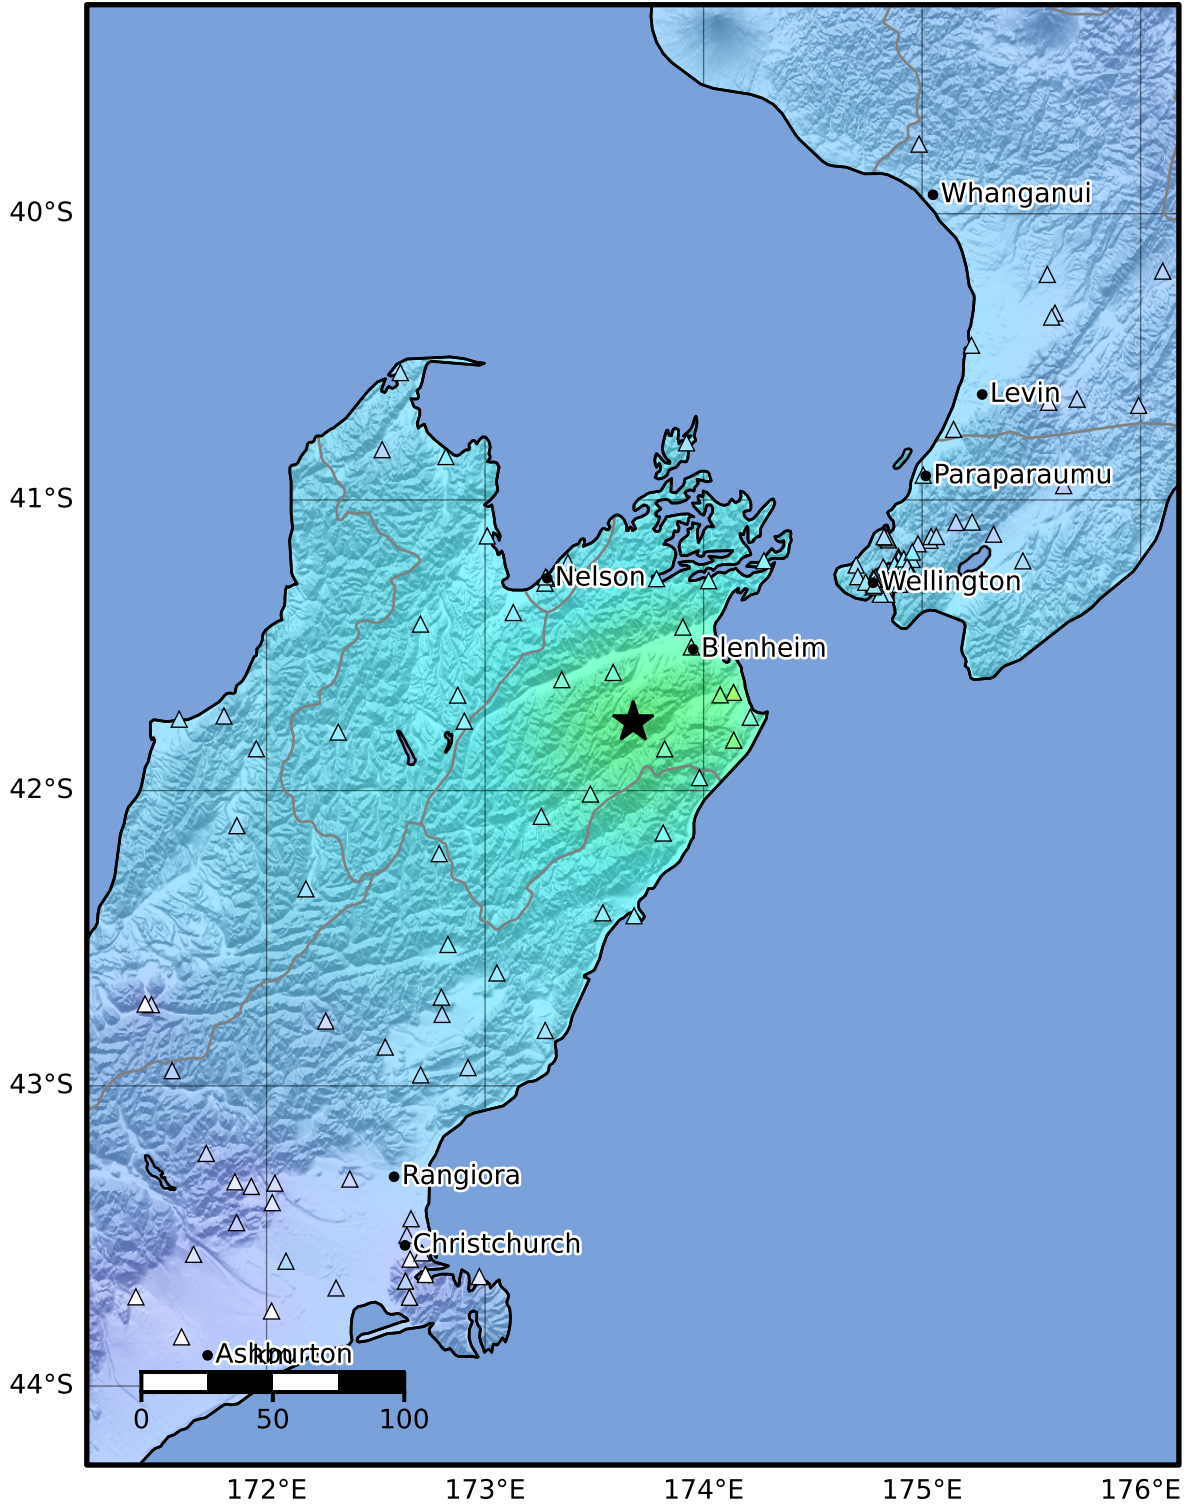 40°S
Whanganui
Levin
Paraparaumu
41°S
Nelson
Wellington
Blenheim
42°S
43°S
Rangiora
Christchurch
Ashburton
km
44°S
0
50
100
172°E
173°E
174°E
175°E
176°E